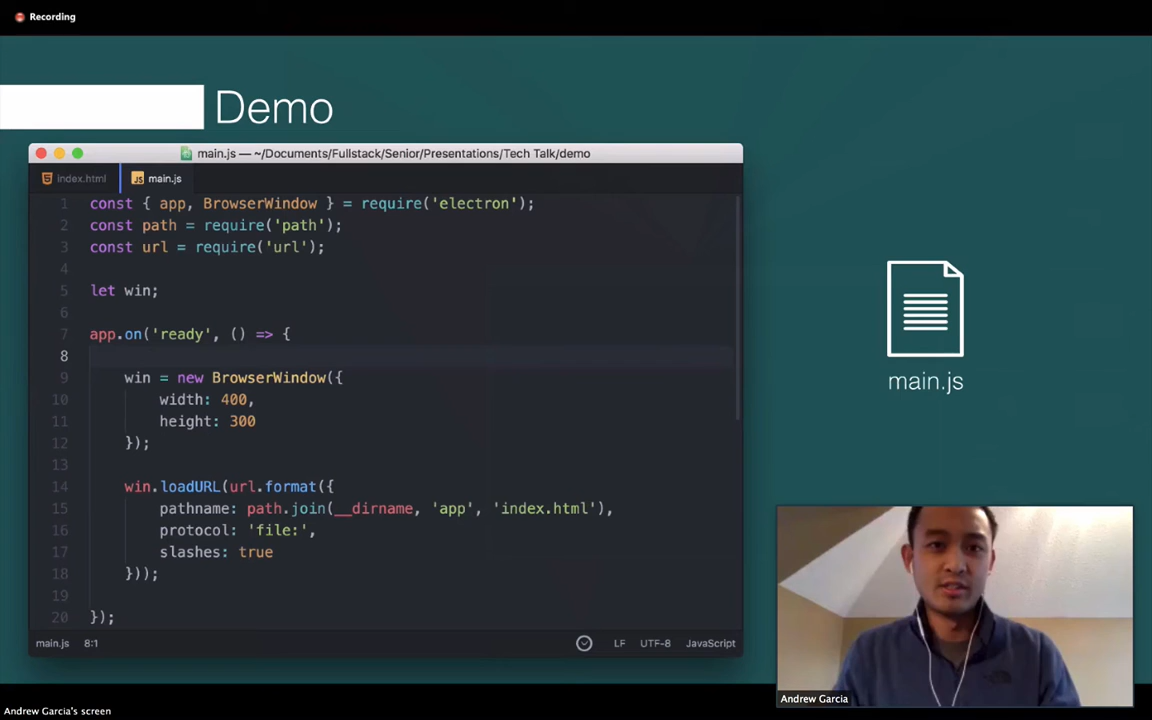 Recording
Demo
main.js — ~/Documents/Fullstack/Senior/Presentations/Tech Talk/demo
index.html
JS main.js
1 const { app, BrowserWindow } = require('electron');
2 const path = require('path');
3 const url = require('url');
4
5 let win;
6
7 app.on('ready', () => {
8
9 win = new BrowserWindow({
10 width: 400,
11 height: 300
12 });
13
14 win.loadURL(url.format({
15 pathname: path.join(__dirname, 'app', 'index.html'),
16 protocol: 'file:',
17 slashes: true
18 }));
19
20 });
main.js 8:1 LF UTF-8 JavaScript
main.js
Andrew Garcia
Andrew Garcia's screen